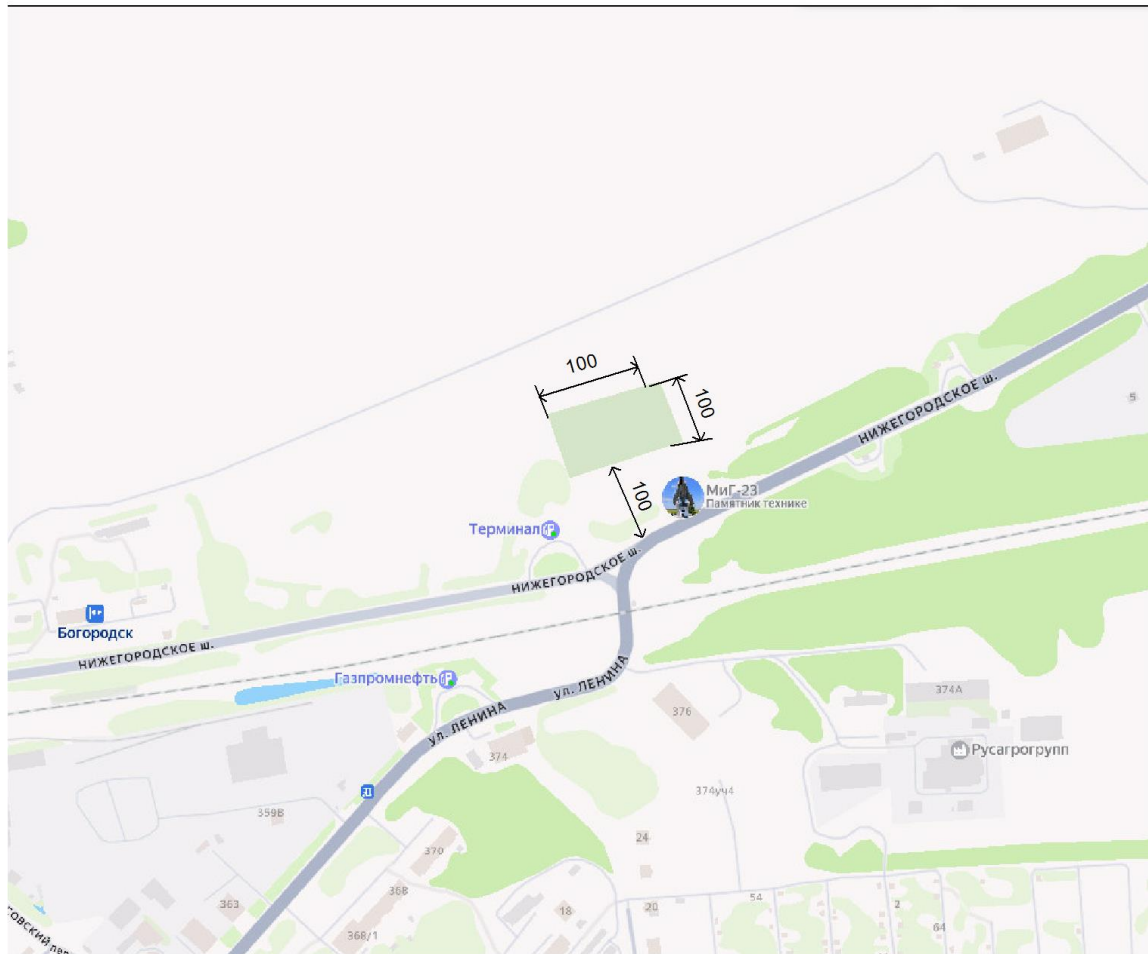 100
100
НИЖЕГОРОДСКОЕ ш.
5
100
МиГ-23
Памятник технике
Терминал
НИЖЕГОРОДСКОЕ ш.
Богородск
НИЖЕГОРОДСКОЕ ш.
Газпромнефть
ул. ЛЕНИНА
ул. ЛЕНИНА
374А
376
374
Русагрогрупп
374уч4
359В
24
370
368
363
368/1
18
20
54
2
64